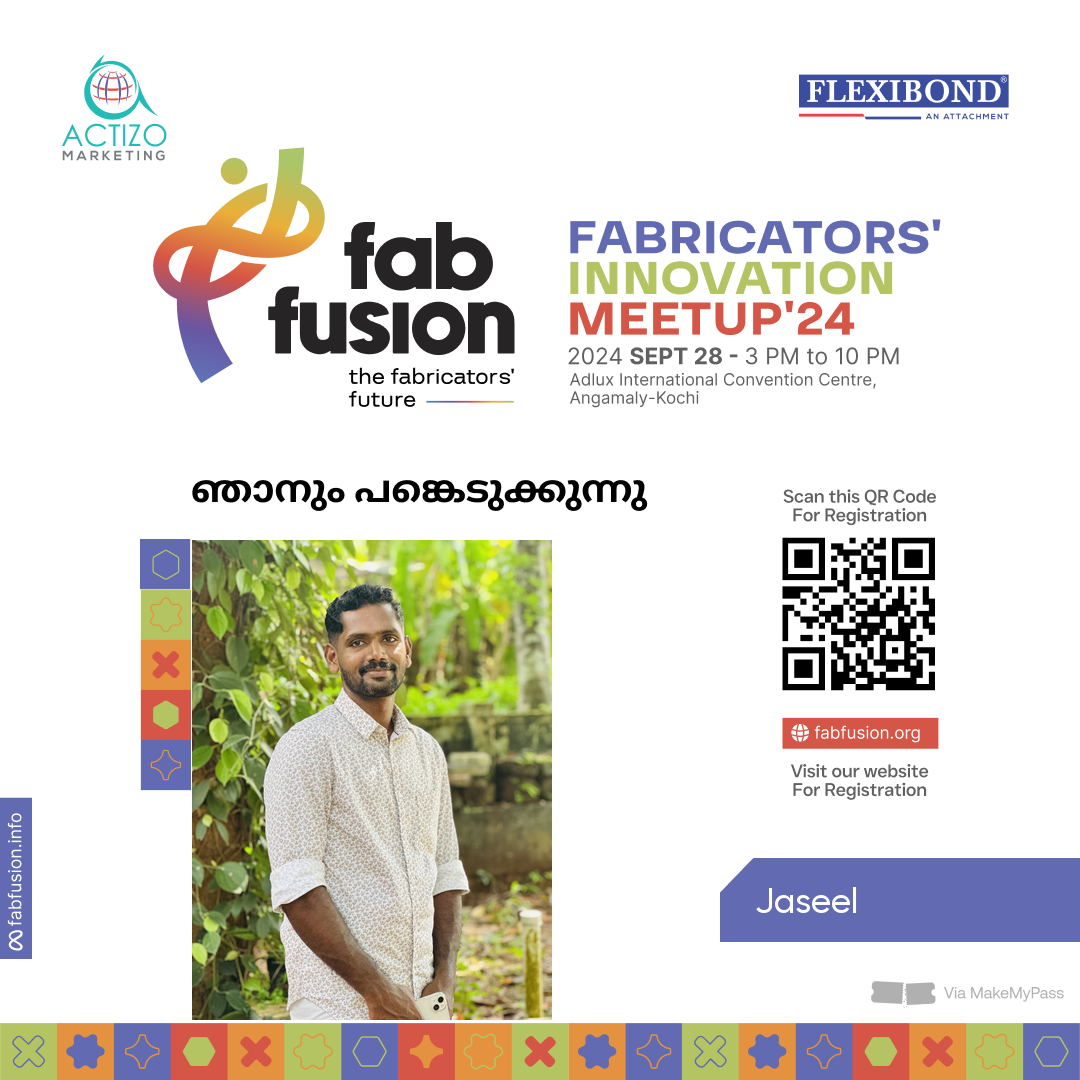 ACTIZO
MARKETING
FLEXIBOND®
AN ATTACHMENT
fab
fusion
the fabricators'
future
FABRICATORS'
INNOVATION
MEETUP'24
2024 SEPT 28 - 3 PM to 10 PM
Adlux International Convention Centre,
Angamaly-Kochi
ഞാനും പങ്കെടുക്കുന്നു
Scan this QR Code
For Registration
fabfusion.org
Visit our website
For Registration
fabfusion.info
Jaseel
Via MakeMyPass